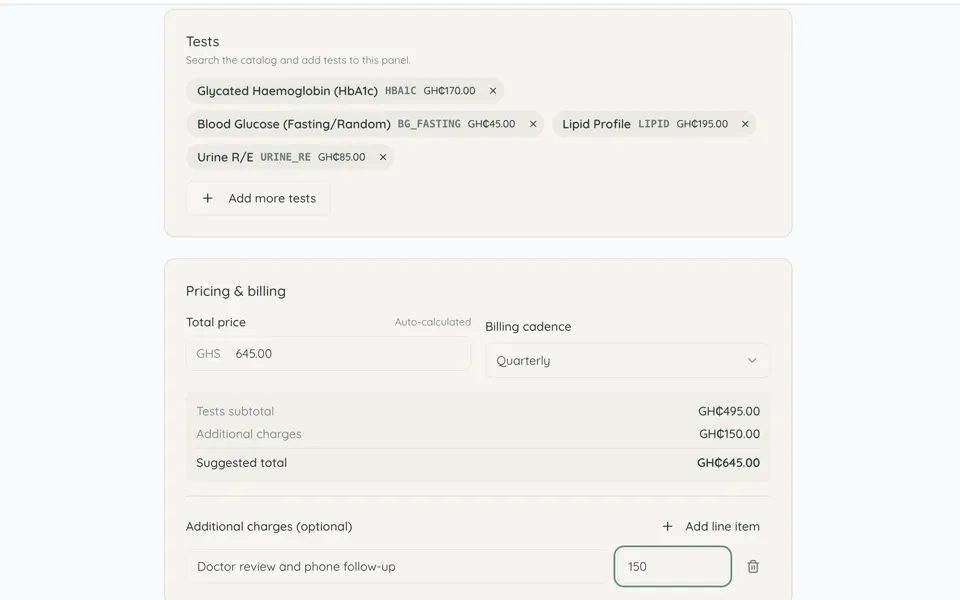 Tests
Search the catalog and add tests to this panel.
Glycated Haemoglobin (HbA1c) HBA1C GH₵170.00 ×
Blood Glucose (Fasting/Random) BG_FASTING GH₵45.00 × Lipid Profile LIPID GH₵195.00 ×
Urine R/E URINE_RE GH₵85.00 ×
+ Add more tests
Pricing & billing
Total price Auto-calculated
Billing cadence
GHS 645.00
Quarterly
Tests subtotal GH₵495.00
Additional charges GH₵150.00
Suggested total GH₵645.00
Additional charges (optional) + Add line item
Doctor review and phone follow-up 150